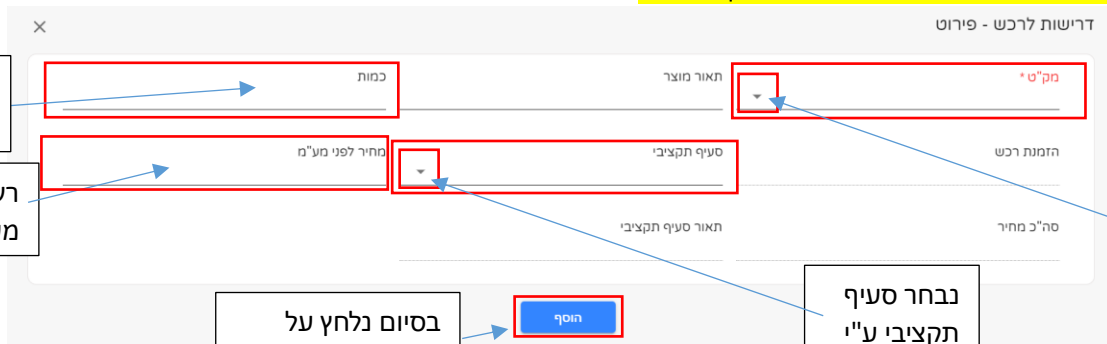 דרישות לרכש - פירוט
מק"ט *
תאור מוצר
כמות
הזמנת רכש
סעיף תקציבי
מחיר לפני מע"מ
סה"כ מחיר
תאור סעיף תקציבי
נבחר סעיף
תקציבי ע"י
הוסף
בסיום נלחץ על